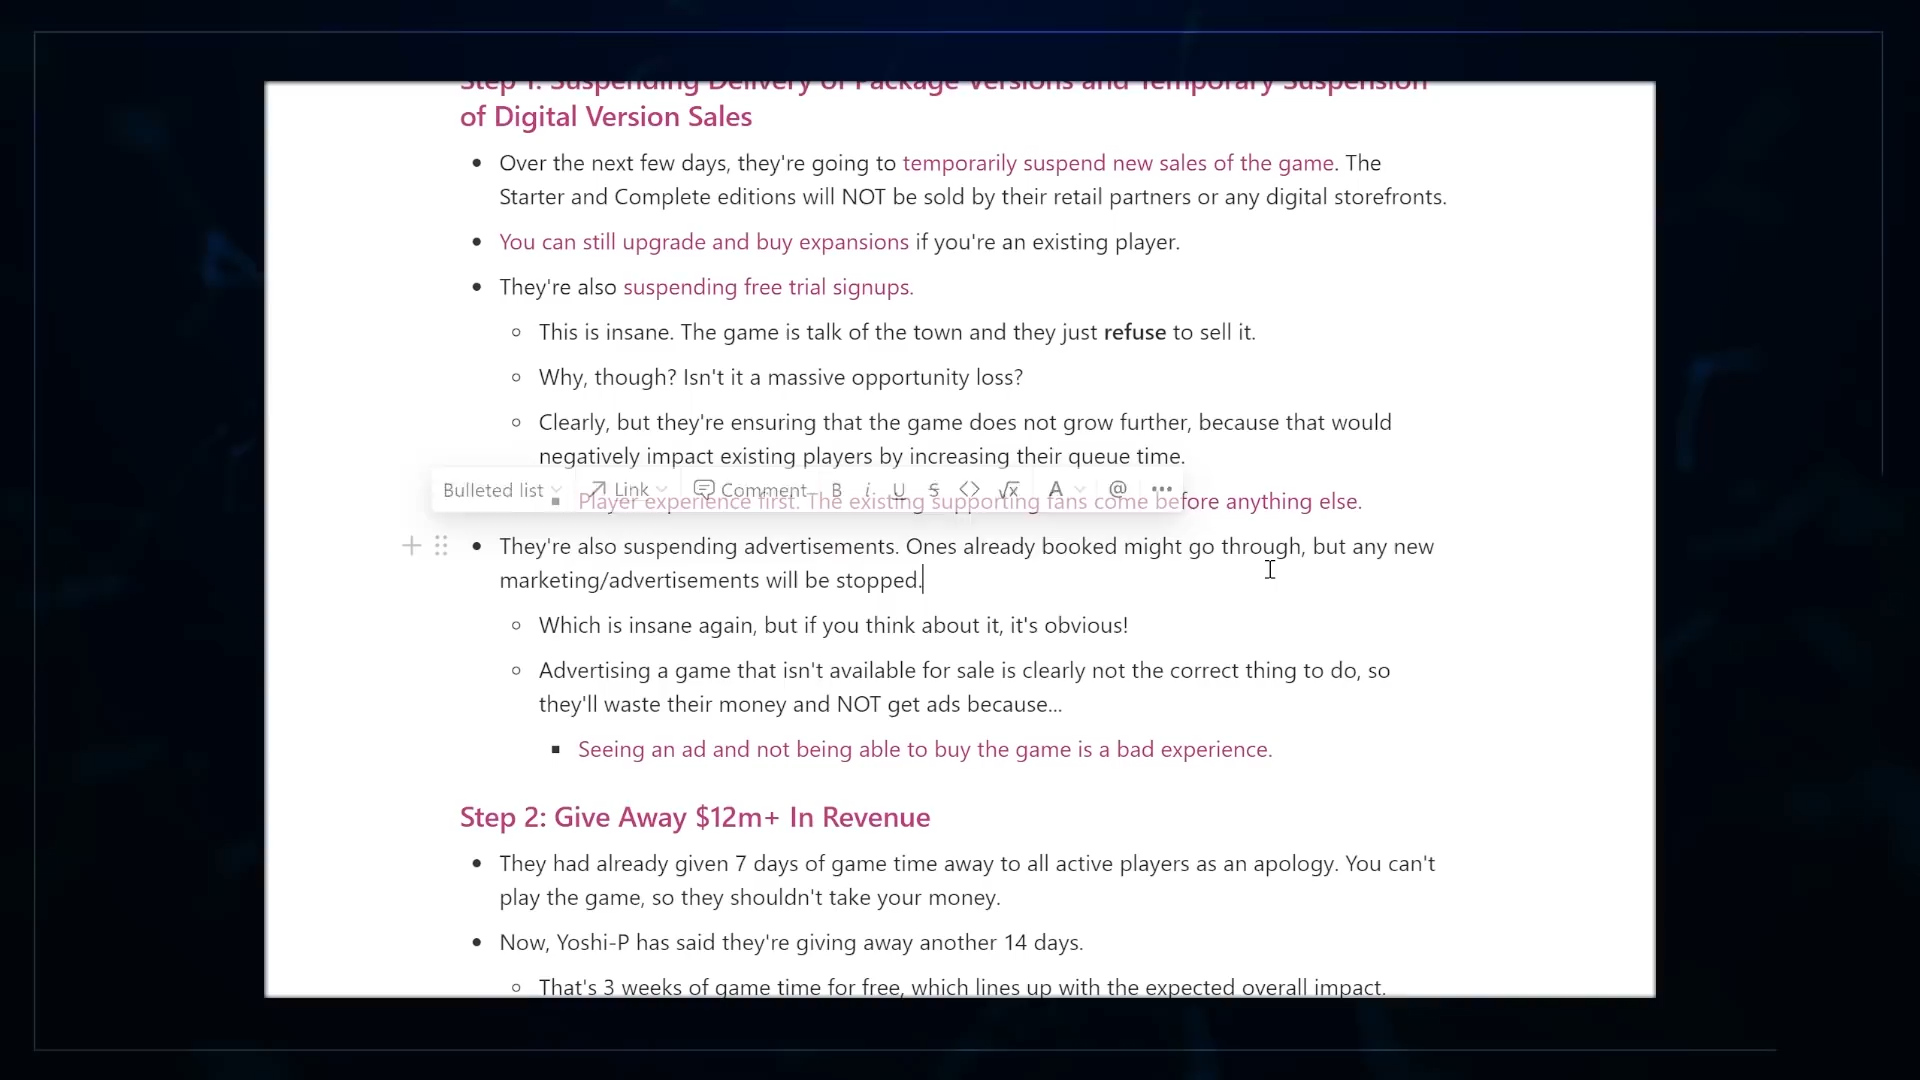 Step 1: Suspending Delivery of Package Versions and Temporary Suspension
of Digital Version Sales
• Over the next few days, they're going to temporarily suspend new sales of the game. The
Starter and Complete editions will NOT be sold by their retail partners or any digital storefronts.
• You can still upgrade and buy expansions if you're an existing player.
• They're also suspending free trial signups.
○ This is insane. The game is talk of the town and they just refuse to sell it.
○ Why, though? Isn't it a massive opportunity loss?
○ Clearly, but they're ensuring that the game does not grow further, because that would
negatively impact existing players by increasing their queue time.
Bulleted list Link Comment B i U S <> √x A @ •••
▪ Player experience first. The existing supporting fans come before anything else.
• They're also suspending advertisements. Ones already booked might go through, but any new
marketing/advertisements will be stopped.
○ Which is insane again, but if you think about it, it's obvious!
○ Advertising a game that isn't available for sale is clearly not the correct thing to do, so
they'll waste their money and NOT get ads because...
▪ Seeing an ad and not being able to buy the game is a bad experience.
Step 2: Give Away $12m+ In Revenue
• They had already given 7 days of game time away to all active players as an apology. You can't
play the game, so they shouldn't take your money.
• Now, Yoshi-P has said they're giving away another 14 days.
○ That's 3 weeks of game time for free, which lines up with the expected overall impact.